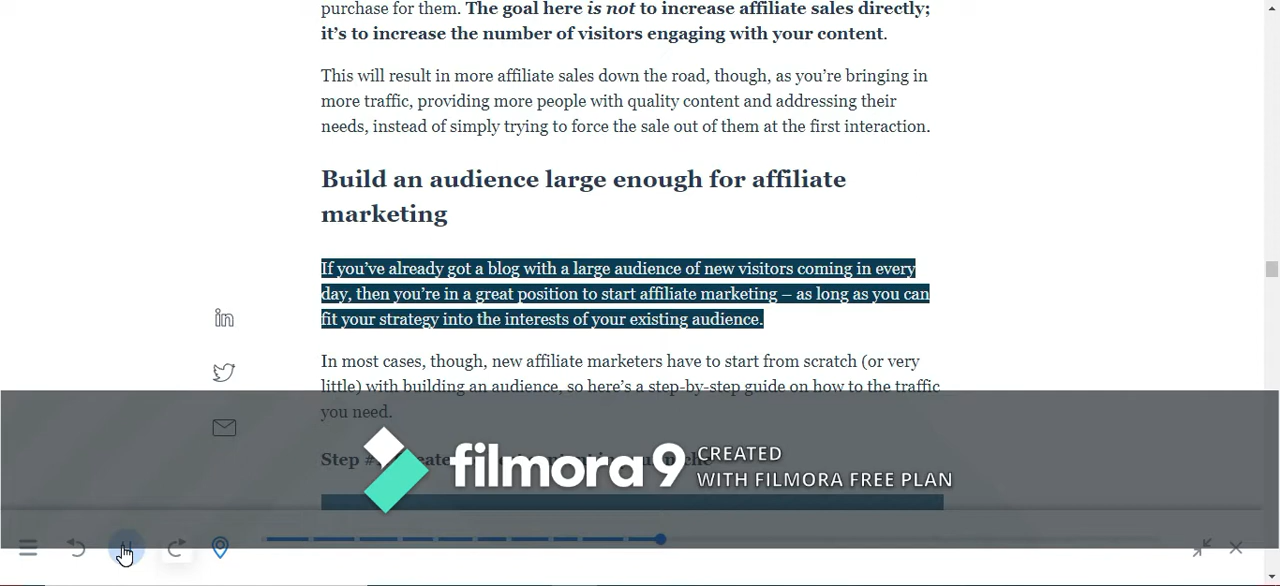 purchase for them. The goal here is not to increase affiliate sales directly;
it’s to increase the number of visitors engaging with your content.
This will result in more affiliate sales down the road, though, as you’re bringing in
more traffic, providing more people with quality content and addressing their
needs, instead of simply trying to force the sale out of them at the first interaction.
Build an audience large enough for affiliate
marketing
If you’ve already got a blog with a large audience of new visitors coming in every
day, then you’re in a great position to start affiliate marketing – as long as you can
fit your strategy into the interests of your existing audience.
In most cases, though, new affiliate marketers have to start from scratch (or very
little) with building an audience, so here’s a step-by-step guide on how to the traffic
you need.
Step
filmora9 CREATED
WITH FILMORA FREE PLAN